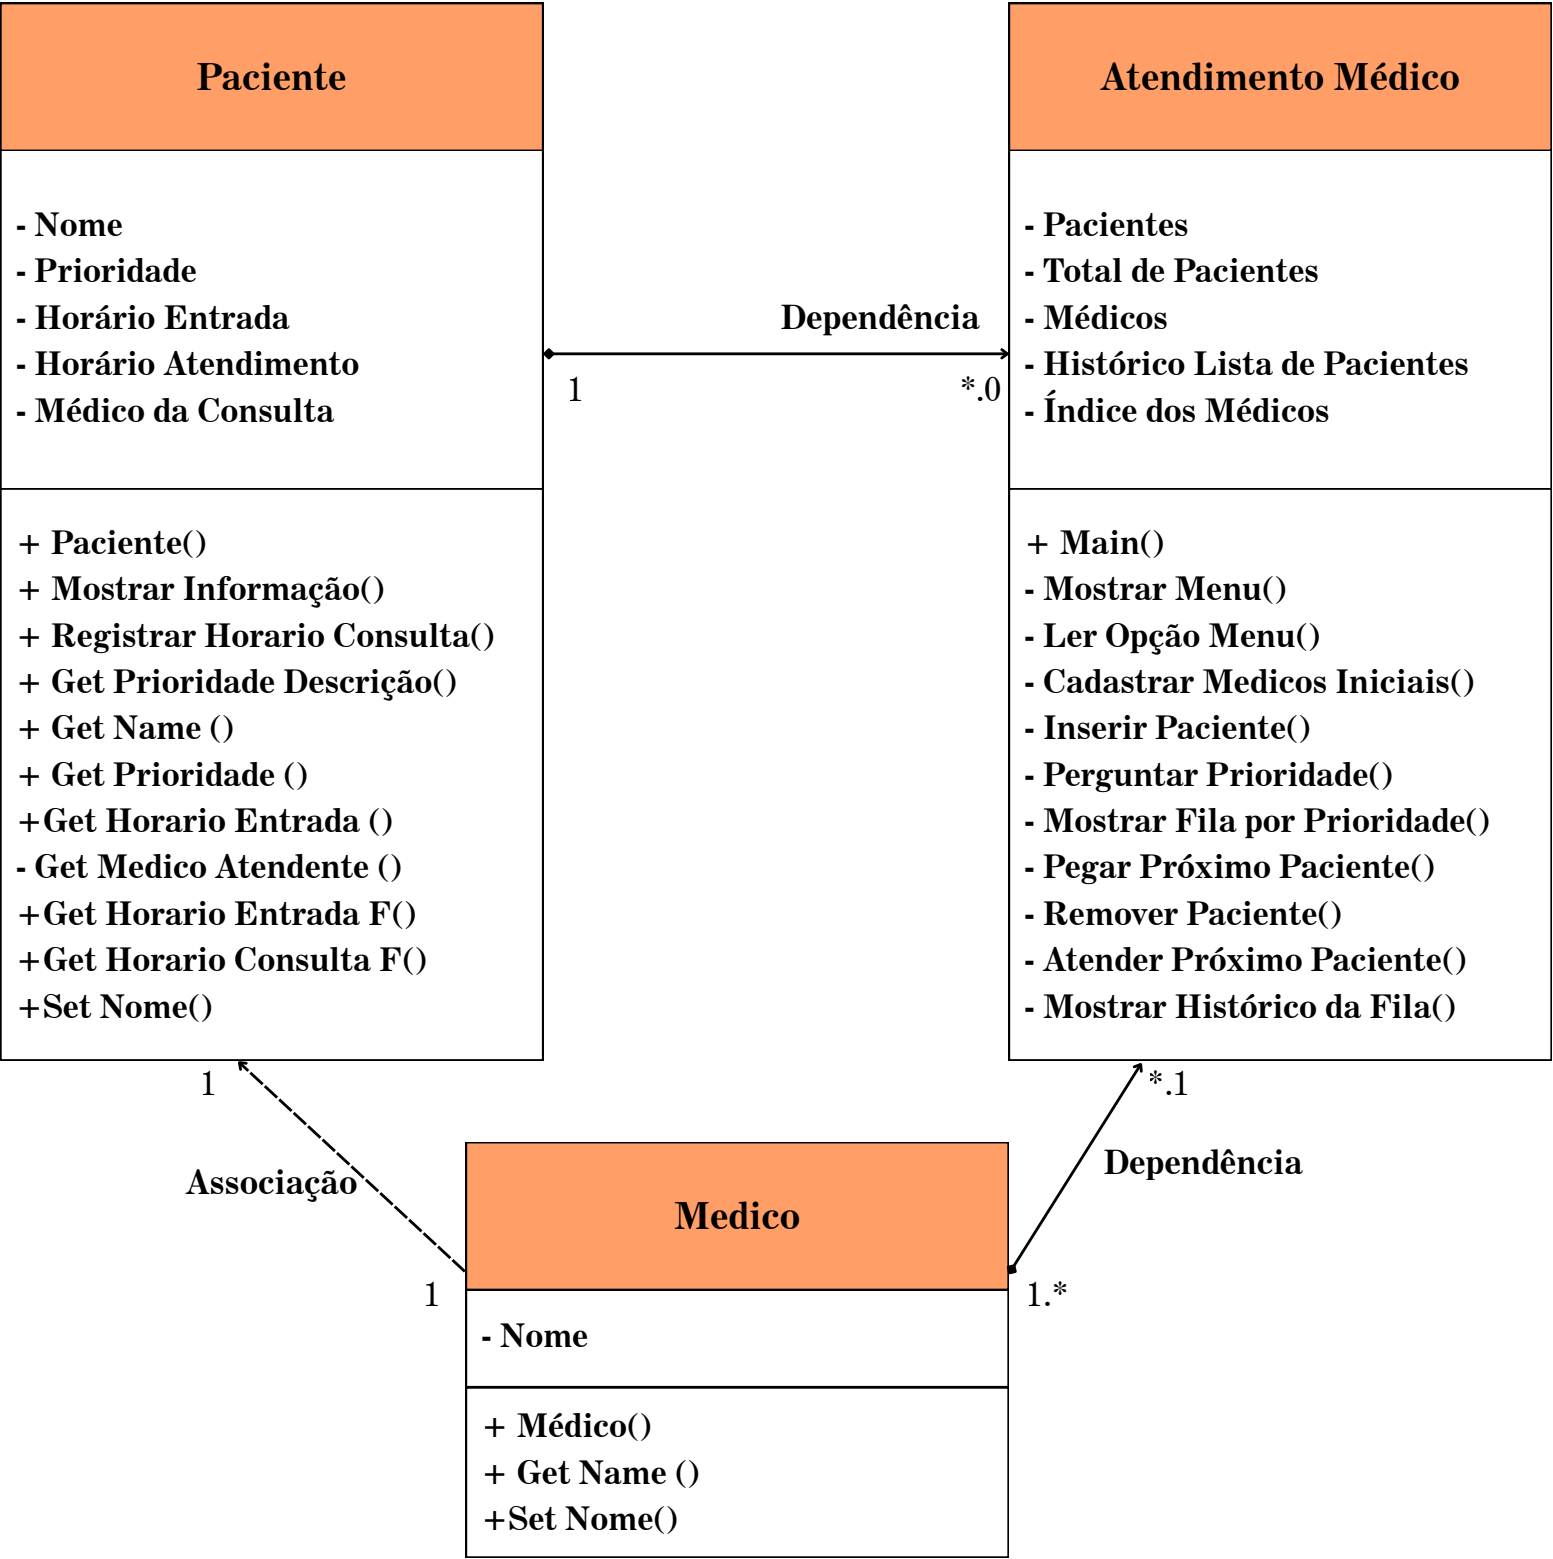 Paciente
- Nome
- Prioridade
- Horário Entrada
- Horário Atendimento
- Médico da Consulta
+ Paciente()
+ Mostrar Informação()
+ Registrar Horario Consulta()
+ Get Prioridade Descrição()
+ Get Name ()
+ Get Prioridade ()
+Get Horario Entrada ()
- Get Medico Atendente ()
+Get Horario Entrada F()
+Get Horario Consulta F()
+Set Nome()
Dependência
1
*.0
Atendimento Médico
- Pacientes
- Total de Pacientes
- Médicos
- Histórico Lista de Pacientes
- Índice dos Médicos
+ Main()
- Mostrar Menu()
- Ler Opção Menu()
- Cadastrar Medicos Iniciais()
- Inserir Paciente()
- Perguntar Prioridade()
- Mostrar Fila por Prioridade()
- Pegar Próximo Paciente()
- Remover Paciente()
- Atender Próximo Paciente()
- Mostrar Histórico da Fila()
1
Associação
1
*.1
Dependência
1.*
Medico
- Nome
+ Médico()
+ Get Name ()
+Set Nome()